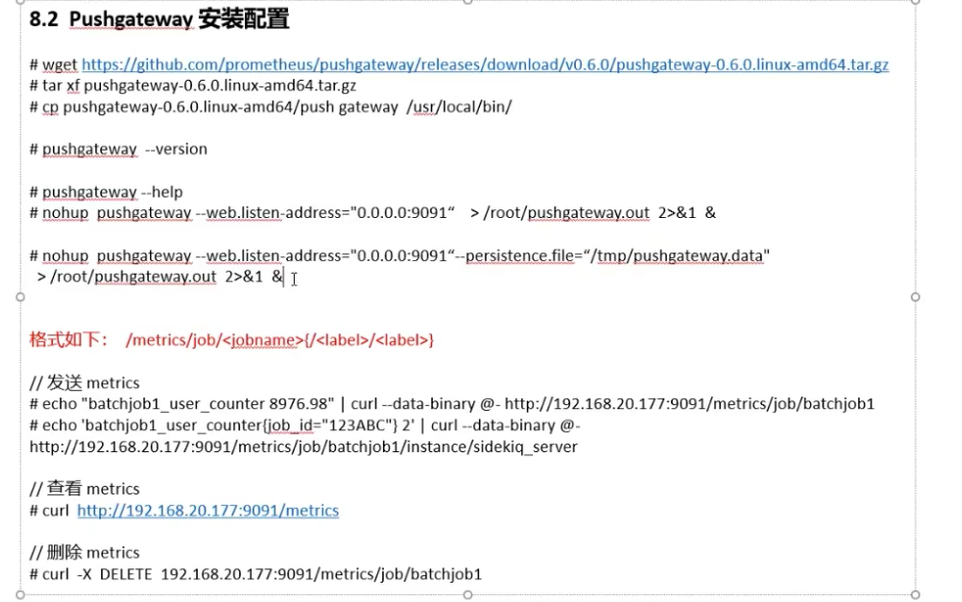 8.2 Pushgateway 安装配置
# wget https://github.com/prometheus/pushgateway/releases/download/v0.6.0/pushgateway-0.6.0.linux-amd64.tar.gz
# tar xf pushgateway-0.6.0.linux-amd64.tar.gz
# cp pushgateway-0.6.0.linux-amd64/push gateway /usr/local/bin/
# pushgateway --version
# pushgateway --help
# nohup pushgateway --web.listen-address="0.0.0.0:9091“ > /root/pushgateway.out 2>&1 &
# nohup pushgateway --web.listen-address="0.0.0.0:9091“--persistence.file=“/tmp/pushgateway.data"
> /root/pushgateway.out 2>&1 &
格式如下： /metrics/job/<jobname>{/<label>/<label>}
// 发送 metrics
# echo "batchjob1_user_counter 8976.98" | curl --data-binary @- http://192.168.20.177:9091/metrics/job/batchjob1
# echo 'batchjob1_user_counter{job_id="123ABC"} 2' | curl --data-binary @-
http://192.168.20.177:9091/metrics/job/batchjob1/instance/sidekiq_server
// 查看 metrics
# curl http://192.168.20.177:9091/metrics
// 删除 metrics
# curl -X DELETE 192.168.20.177:9091/metrics/job/batchjob1